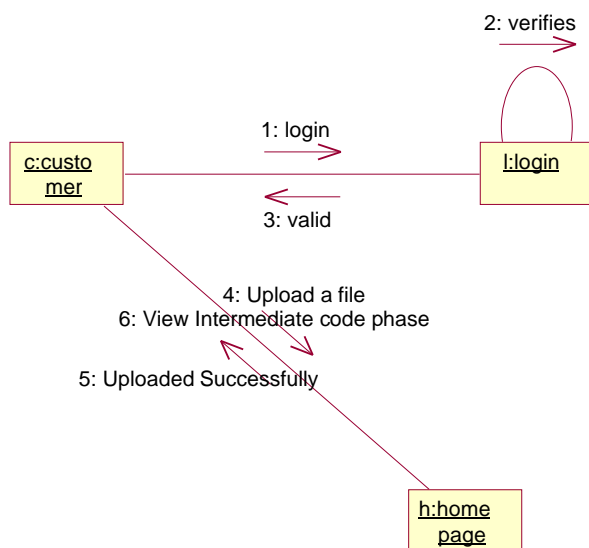 2: verifies
1: login
c:custo
mer
l:login
3: valid
4: Upload a file
6: View Intermediate code phase
5: Uploaded Successfully
h:home
page